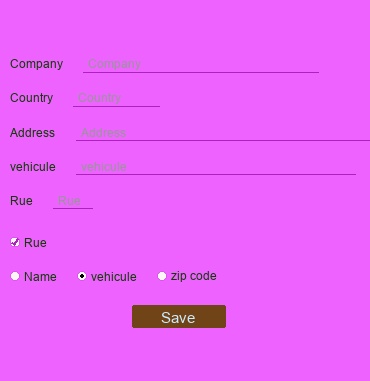 Company Company
Country Country
Address Address
vehicule vehicule
Rue Rue
Rue
Name vehicule zip code
Save